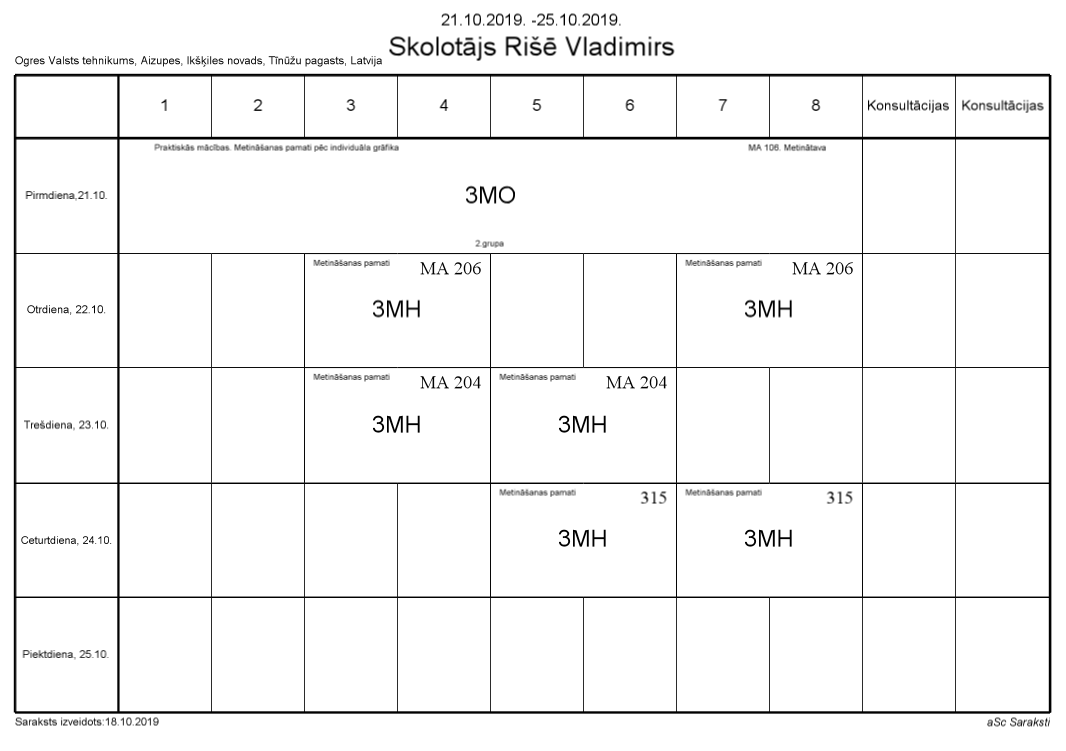 21.10.2019. -25.10.2019.
Skolotājs Rišē Vladimirs
Ogres Valsts tehnikums, Aizupes, Ikšķiles novads, Tīnūžu pagasts, Latvija
1 2 3 4 5 6 7 8 Konsultācijas Konsultācijas
Praktiskās mācības. Metināšanas pamati pēc individuāla grāfika MA 106. Metinātava
Pirmdiena,21.10. 3MO
2.grupa
Metināšanas pamati MA 206 Metināšanas pamati MA 206
Otrdiena, 22.10. 3MH 3MH
Metināšanas pamati MA 204 Metināšanas pamati MA 204
Trešdiena, 23.10. 3MH 3MH
Metināšanas pamati 315 Metināšanas pamati 315
Ceturtdiena, 24.10. 3MH 3MH
Piektdiena, 25.10.
Saraksts izveidots:18.10.2019 aSc Saraksti